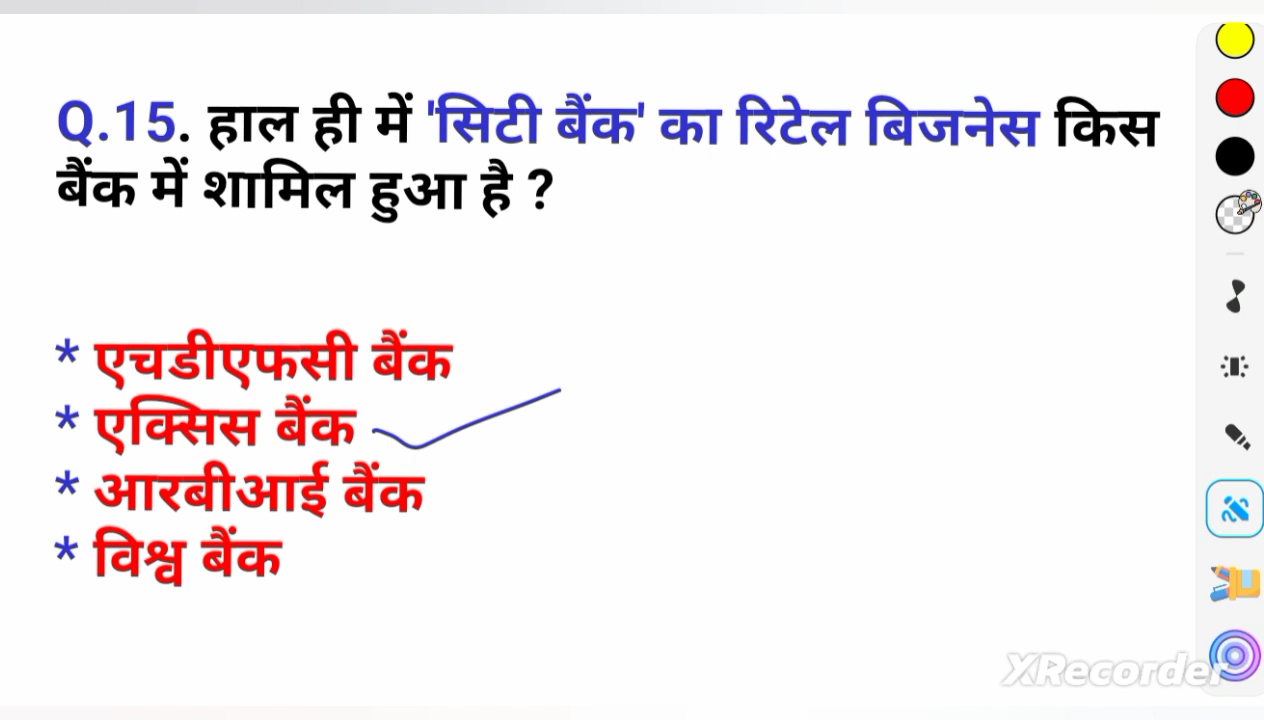 Q.15. हाल ही में 'सिटी बैंक' का रिटेल बिजनेस किस
बैंक में शामिल हुआ है ?
* एचडीएफसी बैंक
* एक्सिस बैंक
* आरबीआई बैंक
* विश्व बैंक
XRecorder